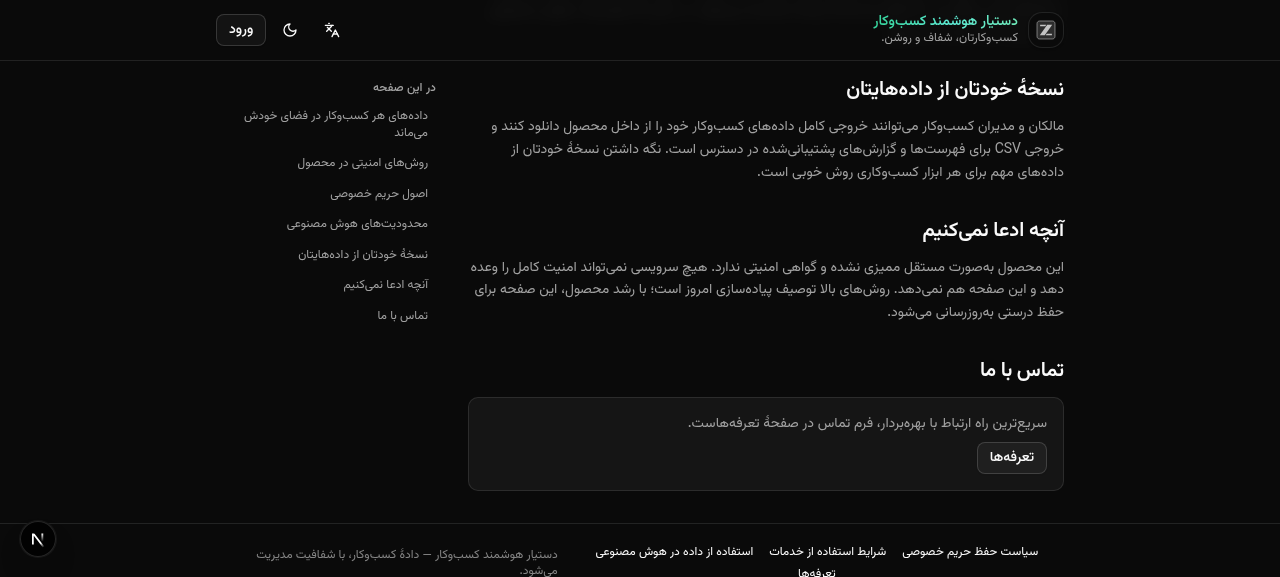 دستیار هوشمند کسب‌وکار
کسب‌وکارتان، شفاف و روشن.
ورود
نسخهٔ خودتان از داده‌هایتان
مالکان و مدیران کسب‌وکار می‌توانند خروجی کامل داده‌های کسب‌وکار خود را از داخل محصول دانلود کنند و
خروجی CSV برای فهرست‌ها و گزارش‌های پشتیبانی‌شده در دسترس است. نگه داشتن نسخهٔ خودتان از
داده‌های مهم برای هر ابزار کسب‌وکاری روش خوبی است.
آنچه ادعا نمی‌کنیم
این محصول به‌صورت مستقل ممیزی نشده و گواهی امنیتی ندارد. هیچ سرویسی نمی‌تواند امنیت کامل را وعده
دهد و این صفحه هم نمی‌دهد. روش‌های بالا توصیف پیاده‌سازی امروز است؛ با رشد محصول، این صفحه برای
حفظ درستی به‌روزرسانی می‌شود.
تماس با ما
سریع‌ترین راه ارتباط با بهره‌بردار، فرم تماس در صفحهٔ تعرفه‌هاست.
تعرفه‌ها
در این صفحه
داده‌های هر کسب‌وکار در فضای خودش
می‌ماند
روش‌های امنیتی در محصول
اصول حریم خصوصی
محدودیت‌های هوش مصنوعی
نسخهٔ خودتان از داده‌هایتان
آنچه ادعا نمی‌کنیم
تماس با ما
سیاست حفظ حریم خصوصی
شرایط استفاده از خدمات
استفاده از داده در هوش مصنوعی
تعرفه‌ها
دستیار هوشمند کسب‌وکار — دادهٔ کسب‌وکار، با شفافیت مدیریت
می‌شود.